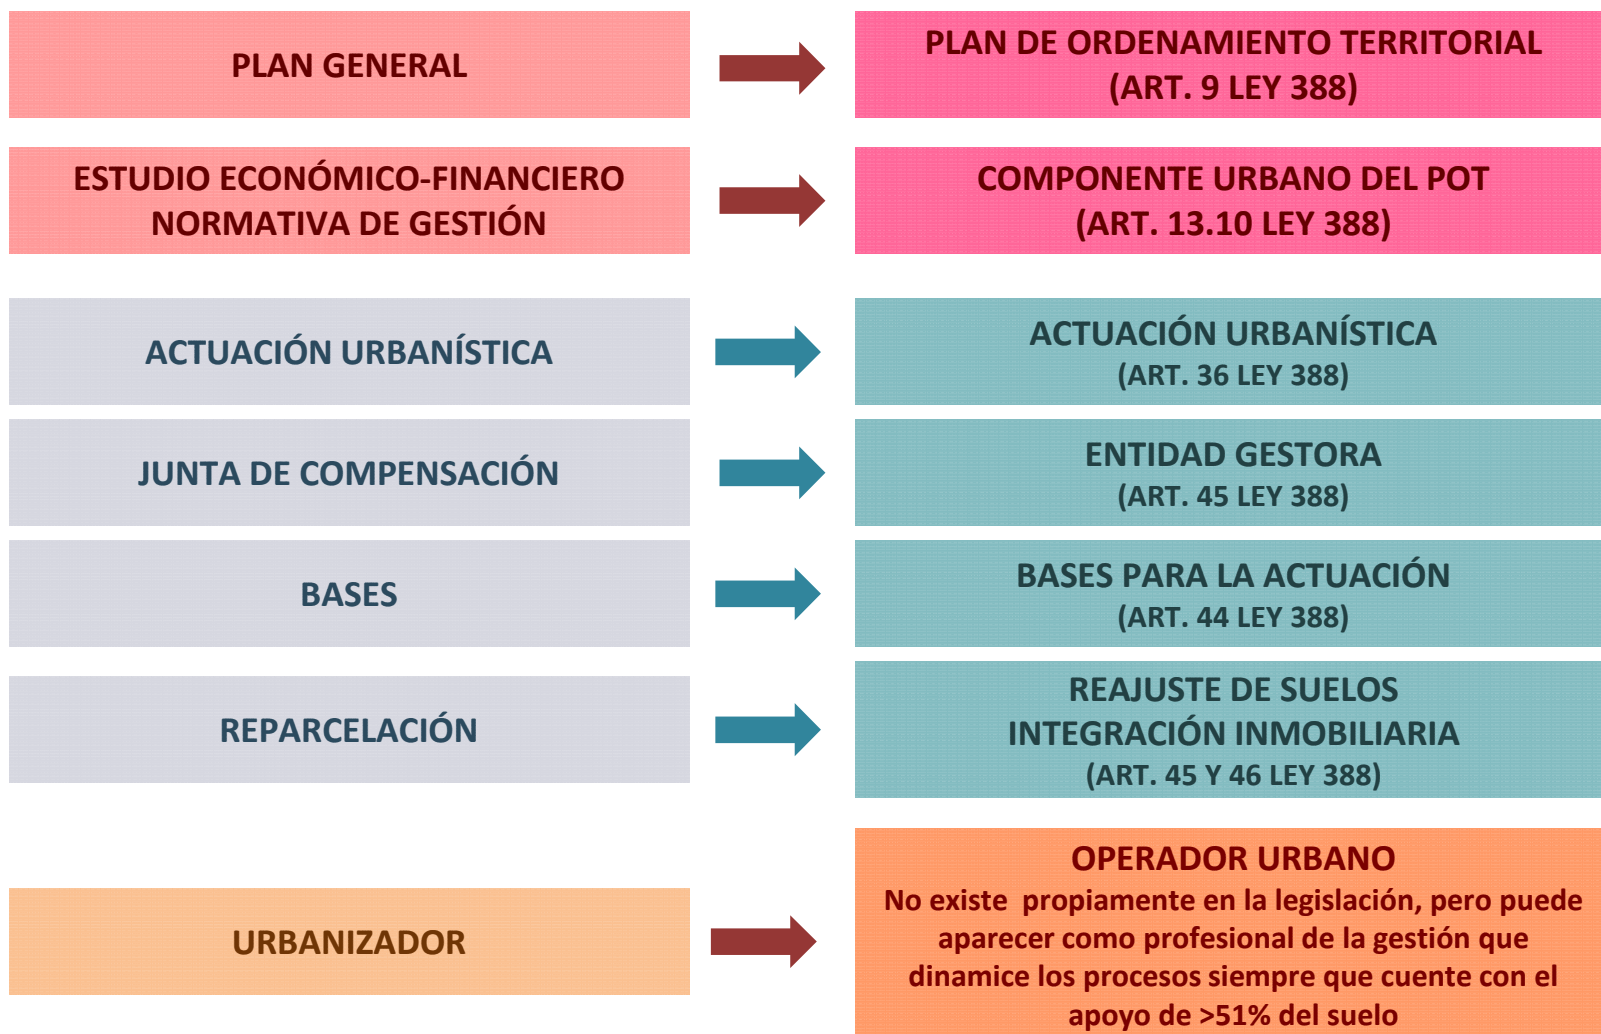 PLAN GENERAL
PLAN DE ORDENAMIENTO TERRITORIAL
(ART. 9 LEY 388)
ESTUDIO ECONÓMICO-FINANCIERO
NORMATIVA DE GESTIÓN
COMPONENTE URBANO DEL POT
(ART. 13.10 LEY 388)
ACTUACIÓN URBANÍSTICA
ACTUACIÓN URBANÍSTICA
(ART. 36 LEY 388)
JUNTA DE COMPENSACIÓN
ENTIDAD GESTORA
(ART. 45 LEY 388)
BASES
BASES PARA LA ACTUACIÓN
(ART. 44 LEY 388)
REPARCELACIÓN
REAJUSTE DE SUELOS
INTEGRACIÓN INMOBILIARIA
(ART. 45 Y 46 LEY 388)
URBANIZADOR
OPERADOR URBANO
No existe propiamente en la legislación, pero puede
aparecer como profesional de la gestión que
dinamice los procesos siempre que cuente con el
apoyo de >51% del suelo